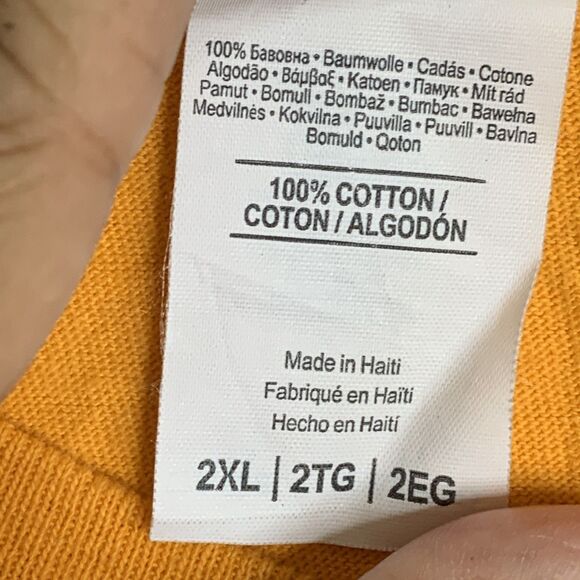 100% Бавовна • Baumwolle • Cadás • Cotone
Algodão • Βάμβαξ • Katoen • Памук • Mït rád
Pamut • Bomull • Bombaž • Bumbac • Bawełna
Medvilnės • Kokvilna • Puuvilla • Puuvill • Bavlna
Bomuld • Qoton
100% COTTON /
COTON / ALGODÓN
Made in Haiti
Fabriqué en Haïti
Hecho en Haití
2XL | 2TG | 2EG